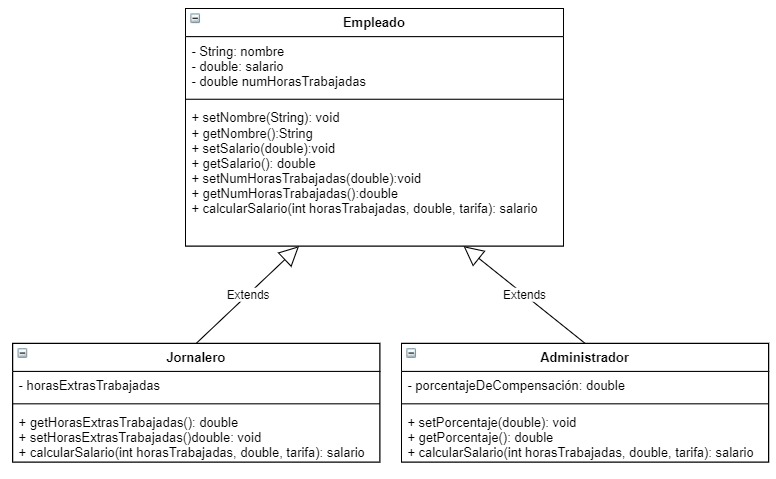 Empleado
- String: nombre
- double: salario
- double numHorasTrabajadas
+ setNombre(String): void
+ getNombre():String
+ setSalario(double):void
+ getSalario(): double
+ setNumHorasTrabajadas(double):void
+ getNumHorasTrabajadas():double
+ calcularSalario(int horasTrabajadas, double, tarifa): salario
Extends
Extends
Jornalero
- horasExtrasTrabajadas
+ getHorasExtrasTrabajadas(): double
+ setHorasExtrasTrabajadas()double: void
+ calcularSalario(int horasTrabajadas, double, tarifa): salario
Administrador
- porcentajeDeCompensación: double
+ setPorcentaje(double): void
+ getPorcentaje(): double
+ calcularSalario(int horasTrabajadas, double, tarifa): salario